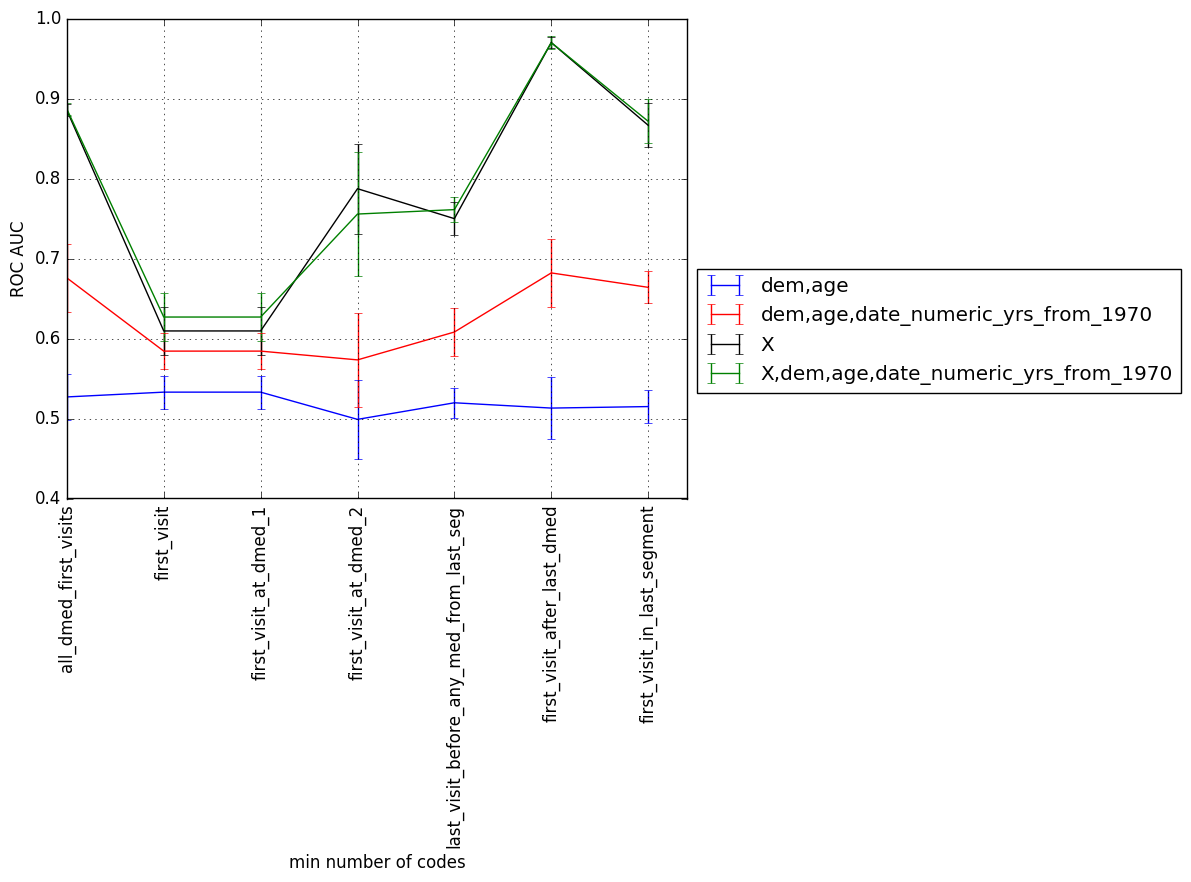 1.0
0.9
0.8
0.7
0.6
0.5
0.4
ROC AUC
all_dmed_first_visits
first_visit
first_visit_at_dmed_1
first_visit_at_dmed_2
last_visit_before_any_med_from_last_seg
first_visit_after_last_dmed
first_visit_in_last_segment
min number of codes
dem,age
dem,age,date_numeric_yrs_from_1970
X
X,dem,age,date_numeric_yrs_from_1970